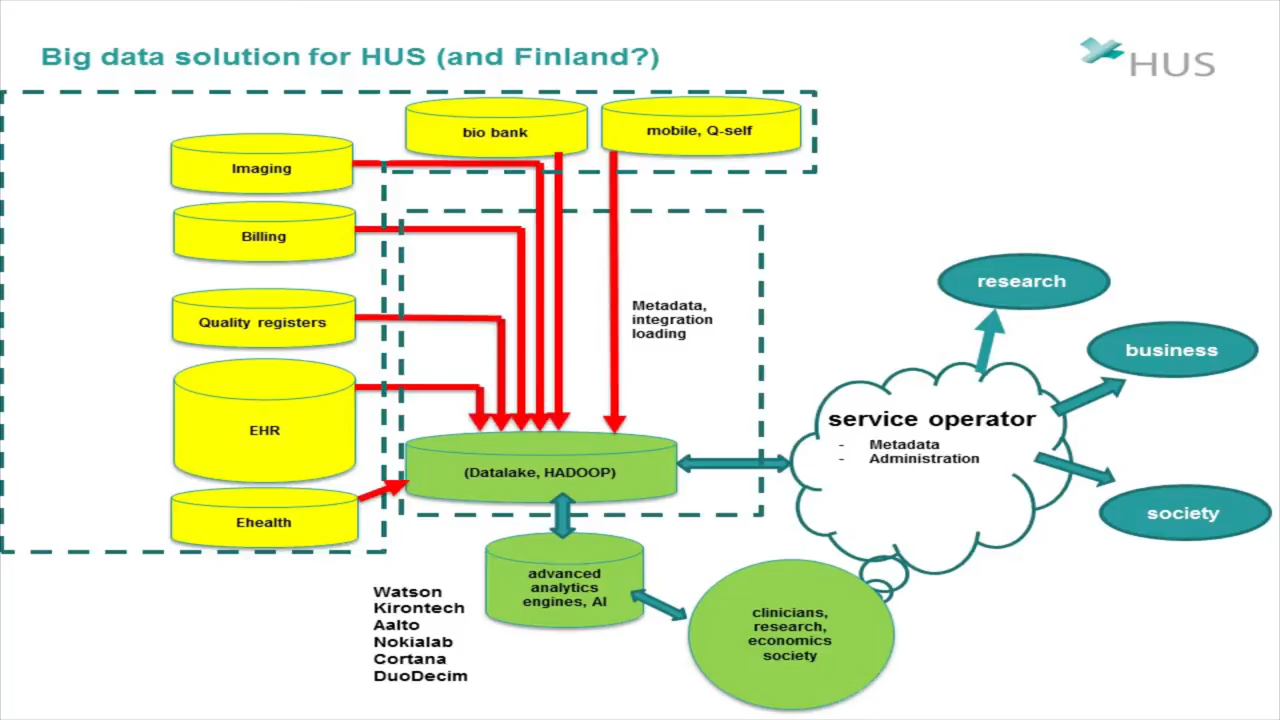 Big data solution for HUS (and Finland?)
HUS
bio bank
mobile, Q-self
Imaging
Billing
Quality registers
EHR
Ehealth
Metadata,
integration
loading
(Datalake, HADOOP)
research
business
society
service operator
- Metadata
- Administration
advanced
analytics
engines, AI
Watson
Kirontech
Aalto
Nokialab
Cortana
DuoDecim
clinicians,
research,
economics
society